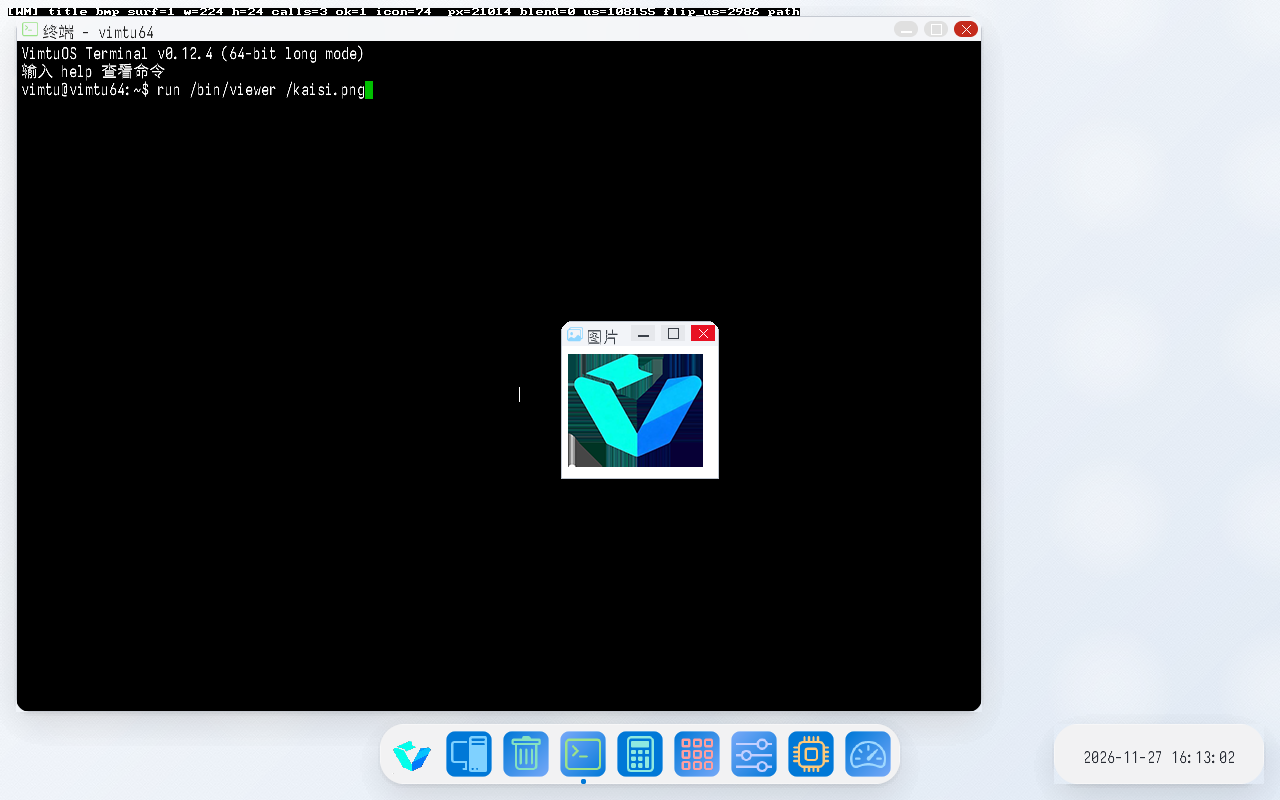 [WM] title bmp surf=1 w=224 h=24 calls=3 ok=1 icon=74 px=21014 blend=0 us=108155 flip_us=2986 path
终端 - vimtu64
VimtuOS Terminal v0.12.4 (64-bit long mode)
输入 help 查看命令
vimtu@vimtu64:~$ run /bin/viewer /kaisi.png
图片
2026-11-27 16:13:02